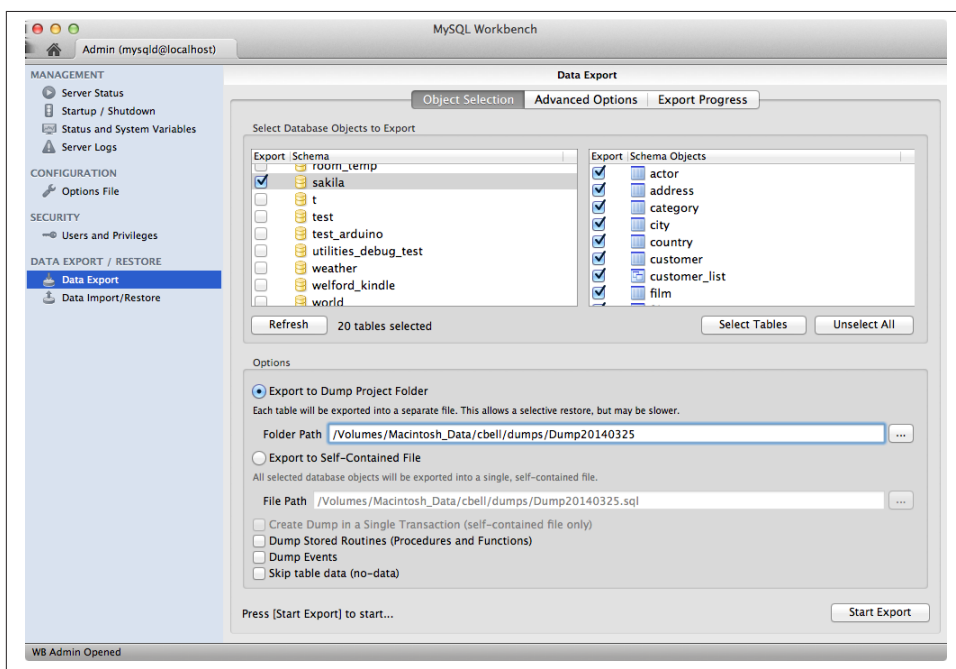 MySQL Workbench
Admin (mysqld@localhost)
MANAGEMENT
Server Status
Startup / Shutdown
Status and System Variables
Server Logs
CONFIGURATION
Options File
SECURITY
Users and Privileges
DATA EXPORT / RESTORE
Data Export
Data Import/Restore
Data Export
Object Selection Advanced Options Export Progress
Select Database Objects to Export
Export Schema
room_temp
sakila
t
test
test_arduino
utilities_debug_test
weather
welford_kindle
world
Export Schema Objects
actor
address
category
city
country
customer
customer_list
film
Refresh 20 tables selected Select Tables Unselect All
Options
Export to Dump Project Folder
Each table will be exported into a separate file. This allows a selective restore, but may be slower.
Folder Path /Volumes/Macintosh_Data/cbell/dumps/Dump20140325 ...
Export to Self-Contained File
All selected database objects will be exported into a single, self-contained file.
File Path /Volumes/Macintosh_Data/cbell/dumps/Dump20140325.sql ...
Create Dump in a Single Transaction (self-contained file only)
Dump Stored Routines (Procedures and Functions)
Dump Events
Skip table data (no-data)
Press [Start Export] to start... Start Export
WB Admin Opened